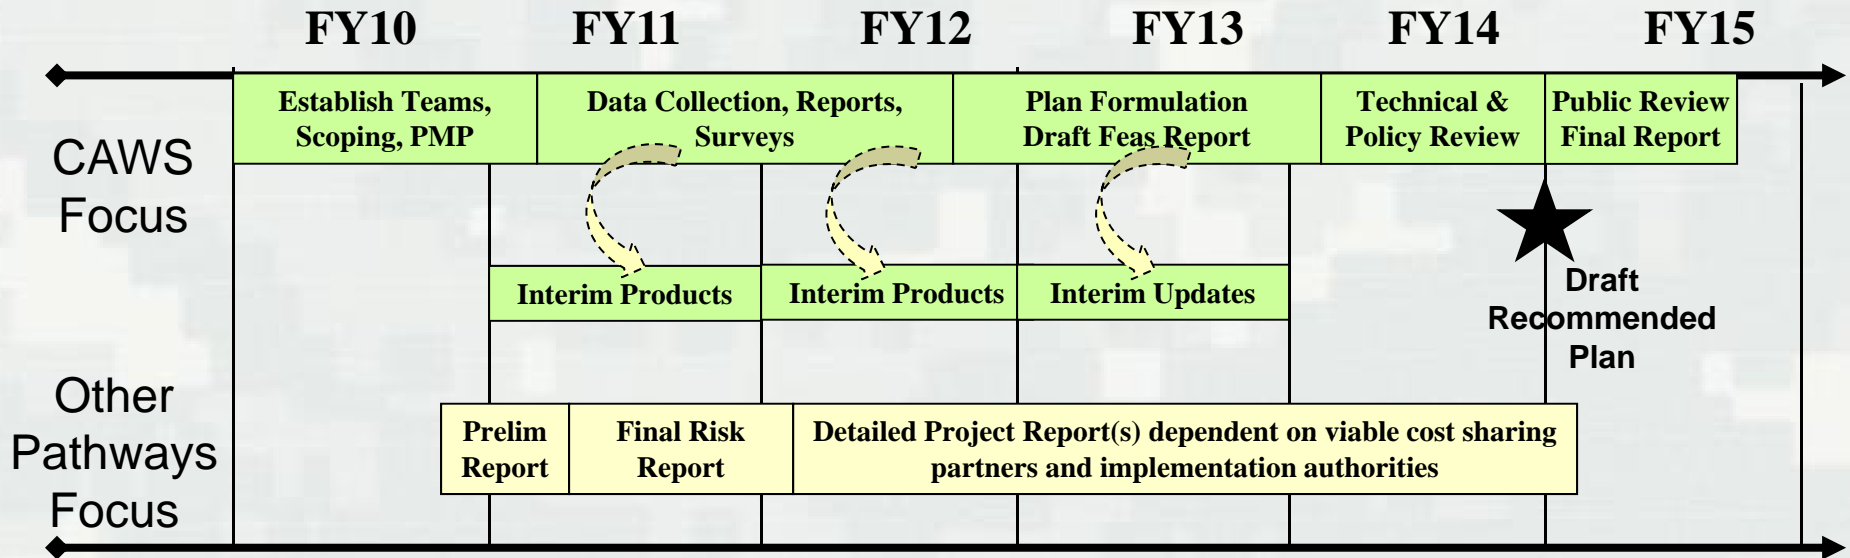 FY10 FY11 FY12 FY13 FY14 FY15
CAWS
Focus
Establish Teams,
Scoping, PMP
Data Collection, Reports,
Surveys
Plan Formulation
Draft Feas Report
Technical &
Policy Review
Public Review
Final Report
Interim Products
Interim Products
Interim Updates
Draft
Recommended
Plan
Other
Pathways
Focus
Prelim
Report
Final Risk
Report
Detailed Project Report(s) dependent on viable cost sharing
partners and implementation authorities